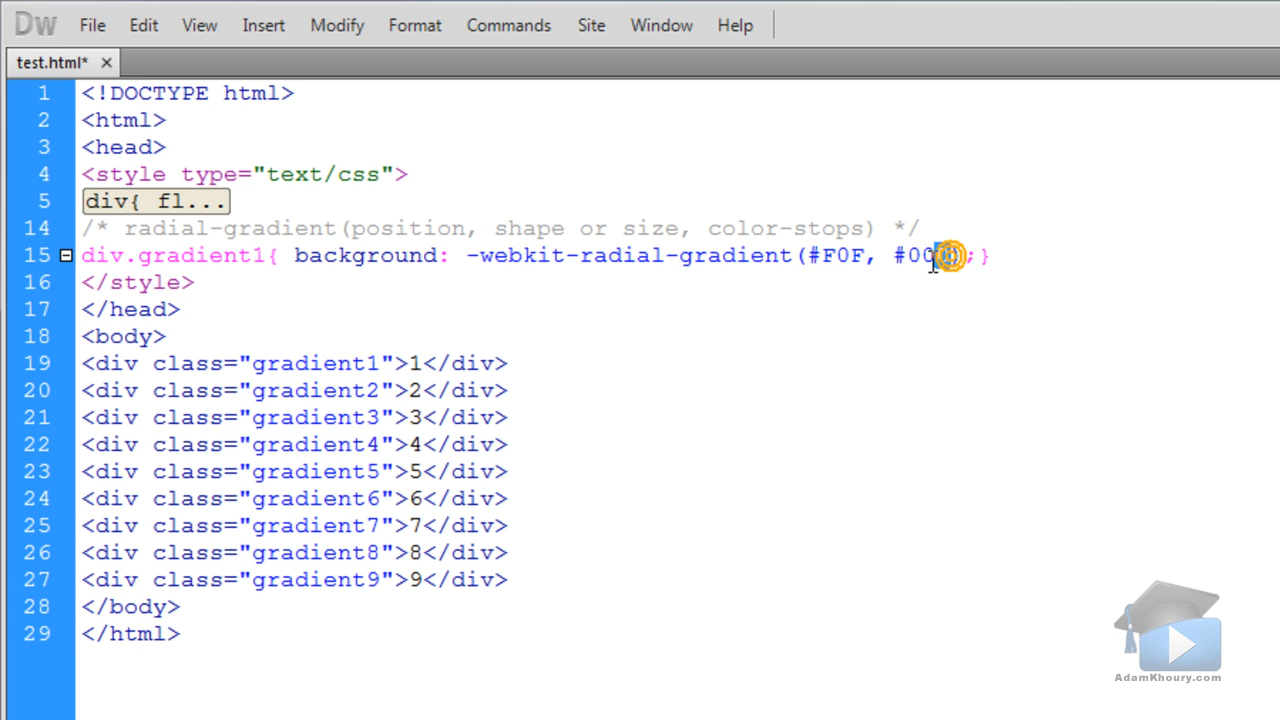 Dw File Edit View Insert Modify Format Commands Site Window Help
test.html* ×
1 <!DOCTYPE html>
2 <html>
3 <head>
4 <style type="text/css">
5 div{ fl...
14 /* radial-gradient(position, shape or size, color-stops) */
15 div.gradient1{ background: -webkit-radial-gradient(#F0F, ;}
16 </style>
17 </head>
18 <body>
19 <div class="gradient1">1</div>
20 <div class="gradient2">2</div>
21 <div class="gradient3">3</div>
22 <div class="gradient4">4</div>
23 <div class="gradient5">5</div>
24 <div class="gradient6">6</div>
25 <div class="gradient7">7</div>
26 <div class="gradient8">8</div>
27 <div class="gradient9">9</div>
28 </body>
29 </html>
AdamKhoury.com